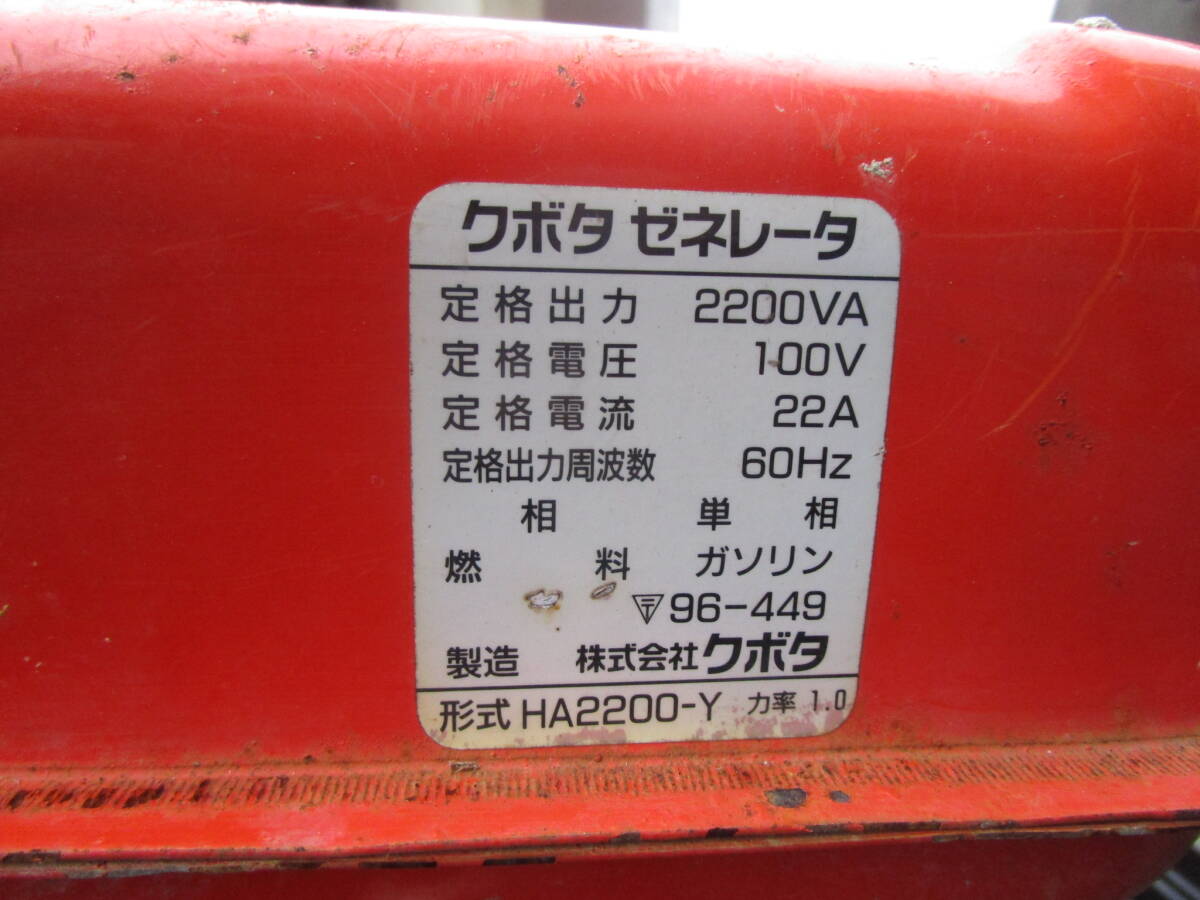 クボタ ゼネレータ
定格出力 2200VA
定格電圧 100V
定格電流 22A
定格出力周波数 60Hz
相 単相
燃料 ガソリン
〒96-449
製造 株式会社クボタ
形式 HA2200-Y 力率 1.0